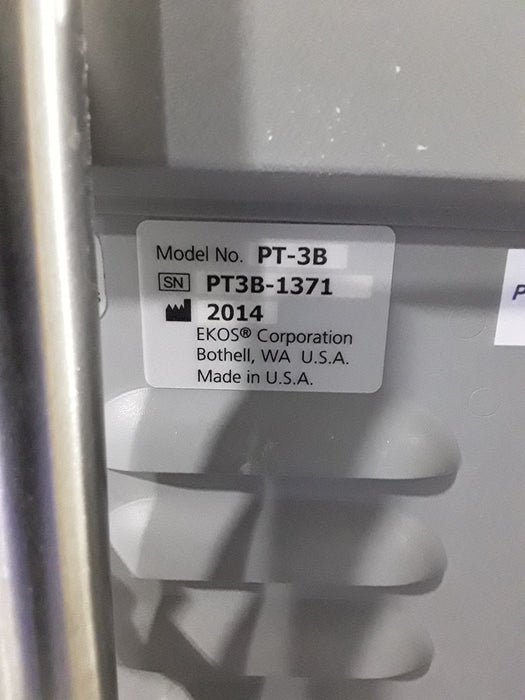 Model No. PT-3B
SN PT3B-1371
2014
EKOS® Corporation
Bothell, WA U.S.A.
Made in U.S.A.
P